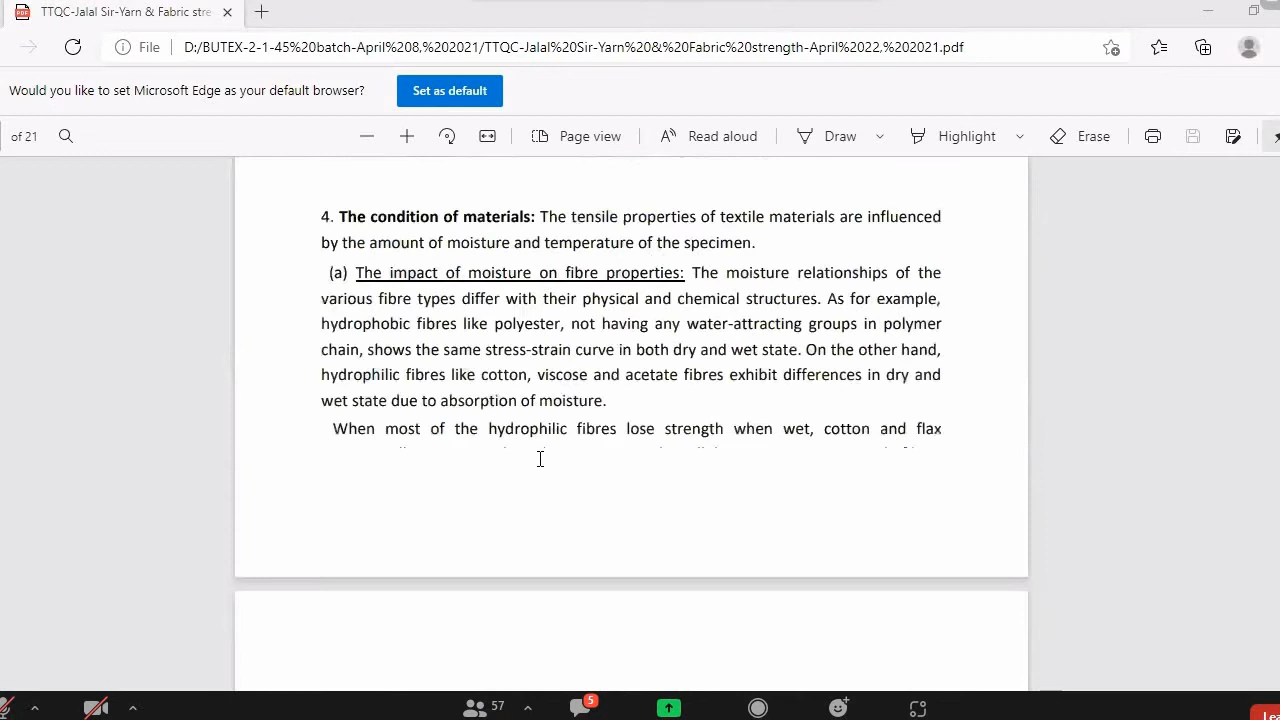 TTQC-Jalal Sir-Yarn & Fabric stre
File D:/BUTEX-2-1-45%20batch-April%208,%202021/TTQC-Jalal%20Sir-Yarn%20&%20Fabric%20strength-April%2022,%202021.pdf
Would you like to set Microsoft Edge as your default browser? Set as default
of 21 Page view Read aloud Draw Highlight Erase
4. The condition of materials: The tensile properties of textile materials are influenced
by the amount of moisture and temperature of the specimen.
(a) The impact of moisture on fibre properties: The moisture relationships of the
various fibre types differ with their physical and chemical structures. As for example,
hydrophobic fibres like polyester, not having any water-attracting groups in polymer
chain, shows the same stress-strain curve in both dry and wet state. On the other hand,
hydrophilic fibres like cotton, viscose and acetate fibres exhibit differences in dry and
wet state due to absorption of moisture.
When most of the hydrophilic fibres lose strength when wet, cotton and flax
57 5